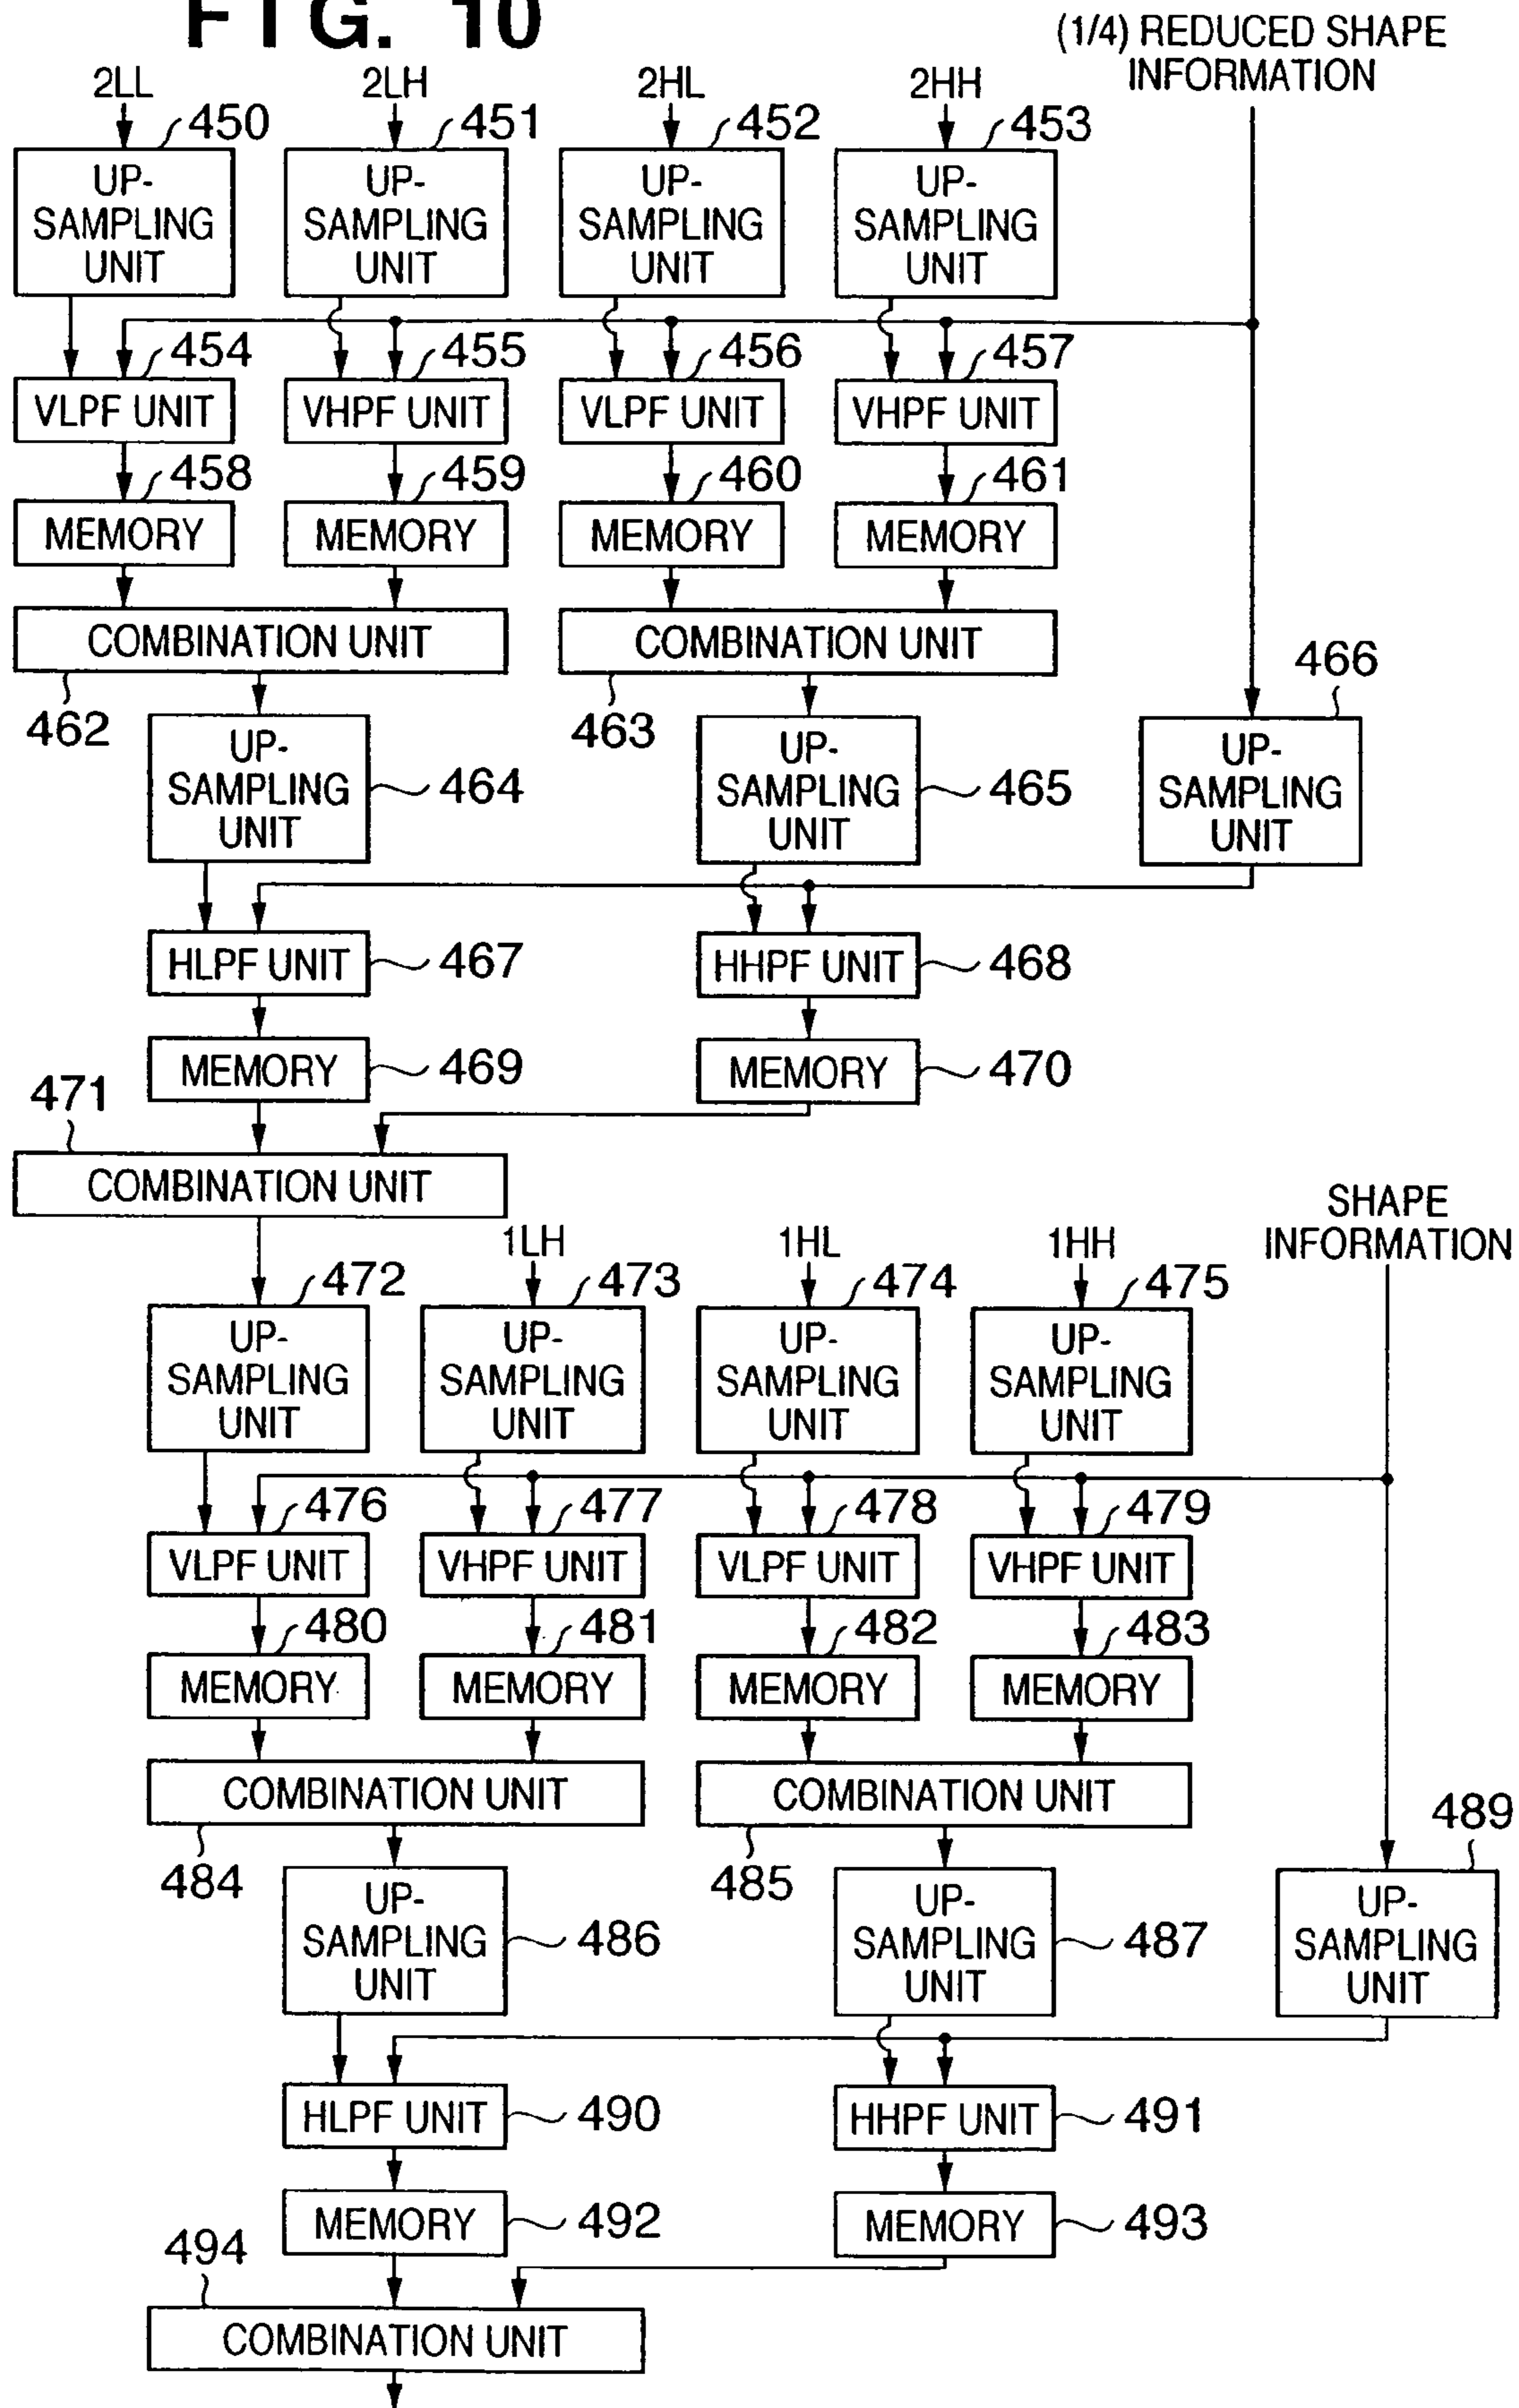 FIG. 10
(1/4) REDUCED SHAPE
INFORMATION
2LL
2LH
2HL
2HH
450
451
452
453
UP-
SAMPLING
UNIT
UP-
SAMPLING
UNIT
UP-
SAMPLING
UNIT
UP-
SAMPLING
UNIT
454
455
456
457
VLPF UNIT
VHPF UNIT
VLPF UNIT
VHPF UNIT
458
459
460
461
MEMORY
MEMORY
MEMORY
MEMORY
COMBINATION UNIT
COMBINATION UNIT
462
463
466
UP-
SAMPLING
UNIT
464
UP-
SAMPLING
UNIT
465
UP-
SAMPLING
UNIT
HLPF UNIT
467
HHPF UNIT
468
MEMORY
469
MEMORY
470
471
COMBINATION UNIT
SHAPE
INFORMATION
1LH
1HL
1HH
472
473
474
475
UP-
SAMPLING
UNIT
UP-
SAMPLING
UNIT
UP-
SAMPLING
UNIT
UP-
SAMPLING
UNIT
476
477
478
479
VLPF UNIT
VHPF UNIT
VLPF UNIT
VHPF UNIT
480
481
482
483
MEMORY
MEMORY
MEMORY
MEMORY
COMBINATION UNIT
COMBINATION UNIT
484
485
489
UP-
SAMPLING
UNIT
486
UP-
SAMPLING
UNIT
487
UP-
SAMPLING
UNIT
HLPF UNIT
490
HHPF UNIT
491
MEMORY
492
MEMORY
493
494
COMBINATION UNIT